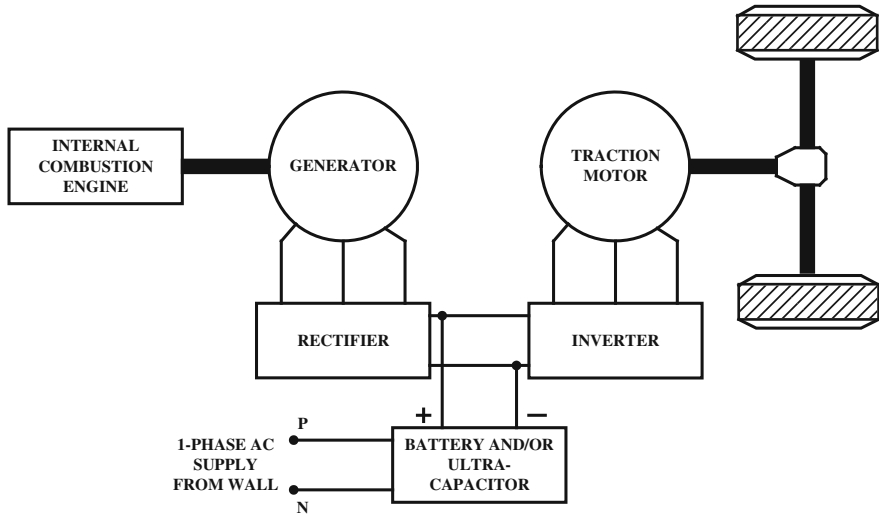 INTERNAL
COMBUSTION
ENGINE
GENERATOR
TRACTION
MOTOR
RECTIFIER
INVERTER
+
−
P
1-PHASE AC
SUPPLY
FROM WALL
N
BATTERY AND/OR
ULTRA-
CAPACITOR